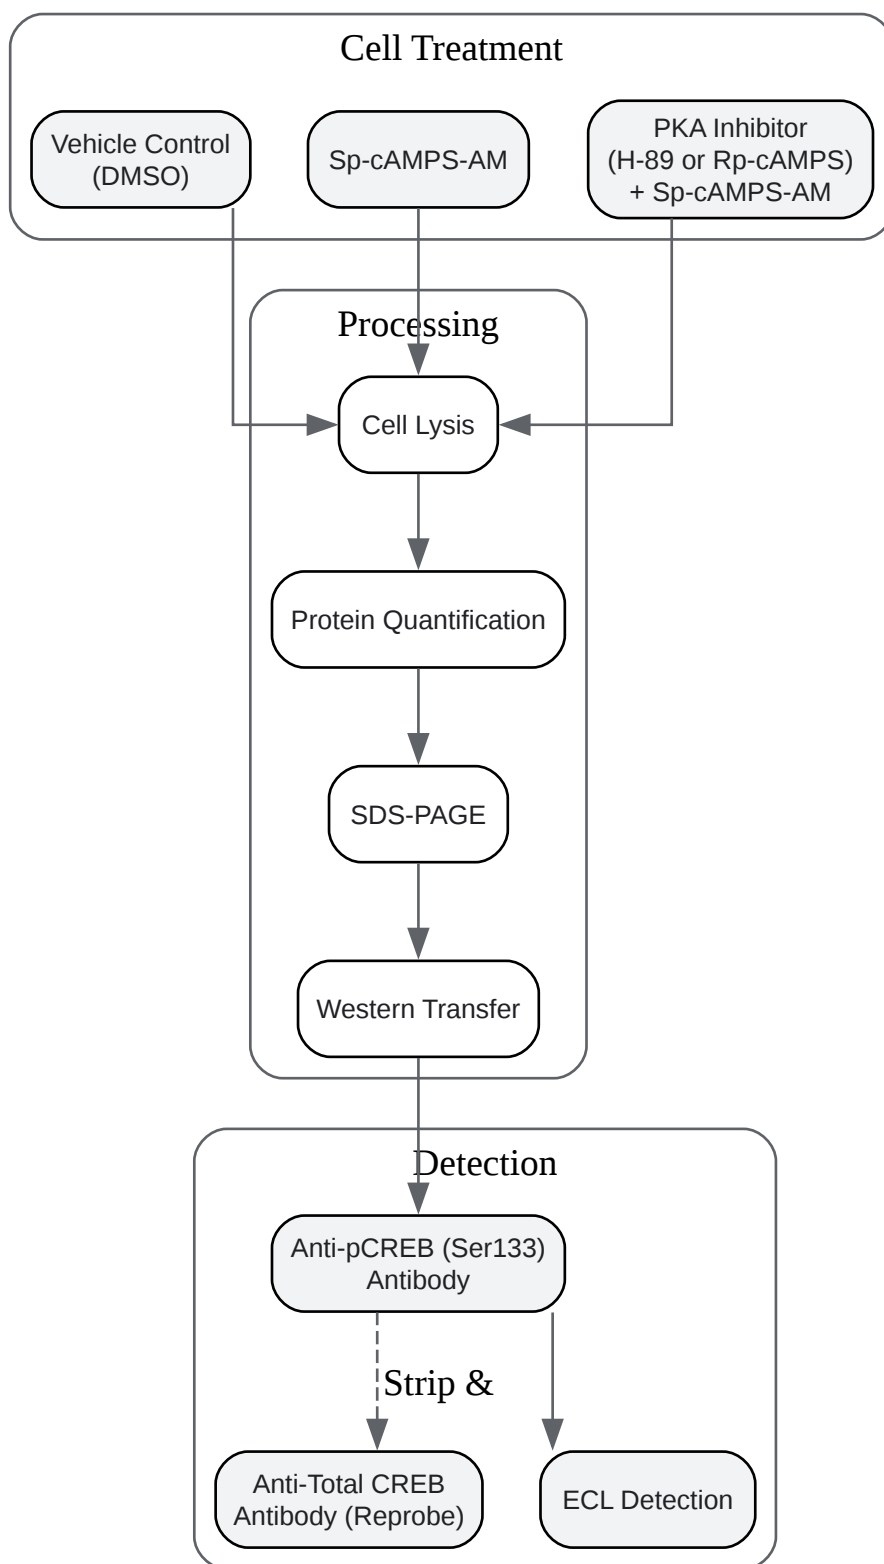 Cell Treatment
Vehicle Control
(DMSO)
Sp-cAMPS-AM
PKA Inhibitor
(H-89 or Rp-cAMPS)
+ Sp-cAMPS-AM
Processing
Cell Lysis
Protein Quantification
SDS-PAGE
Western Transfer
Detection
Anti-pCREB (Ser133)
Antibody
Strip &
Anti-Total CREB
Antibody (Reprobe)
ECL Detection